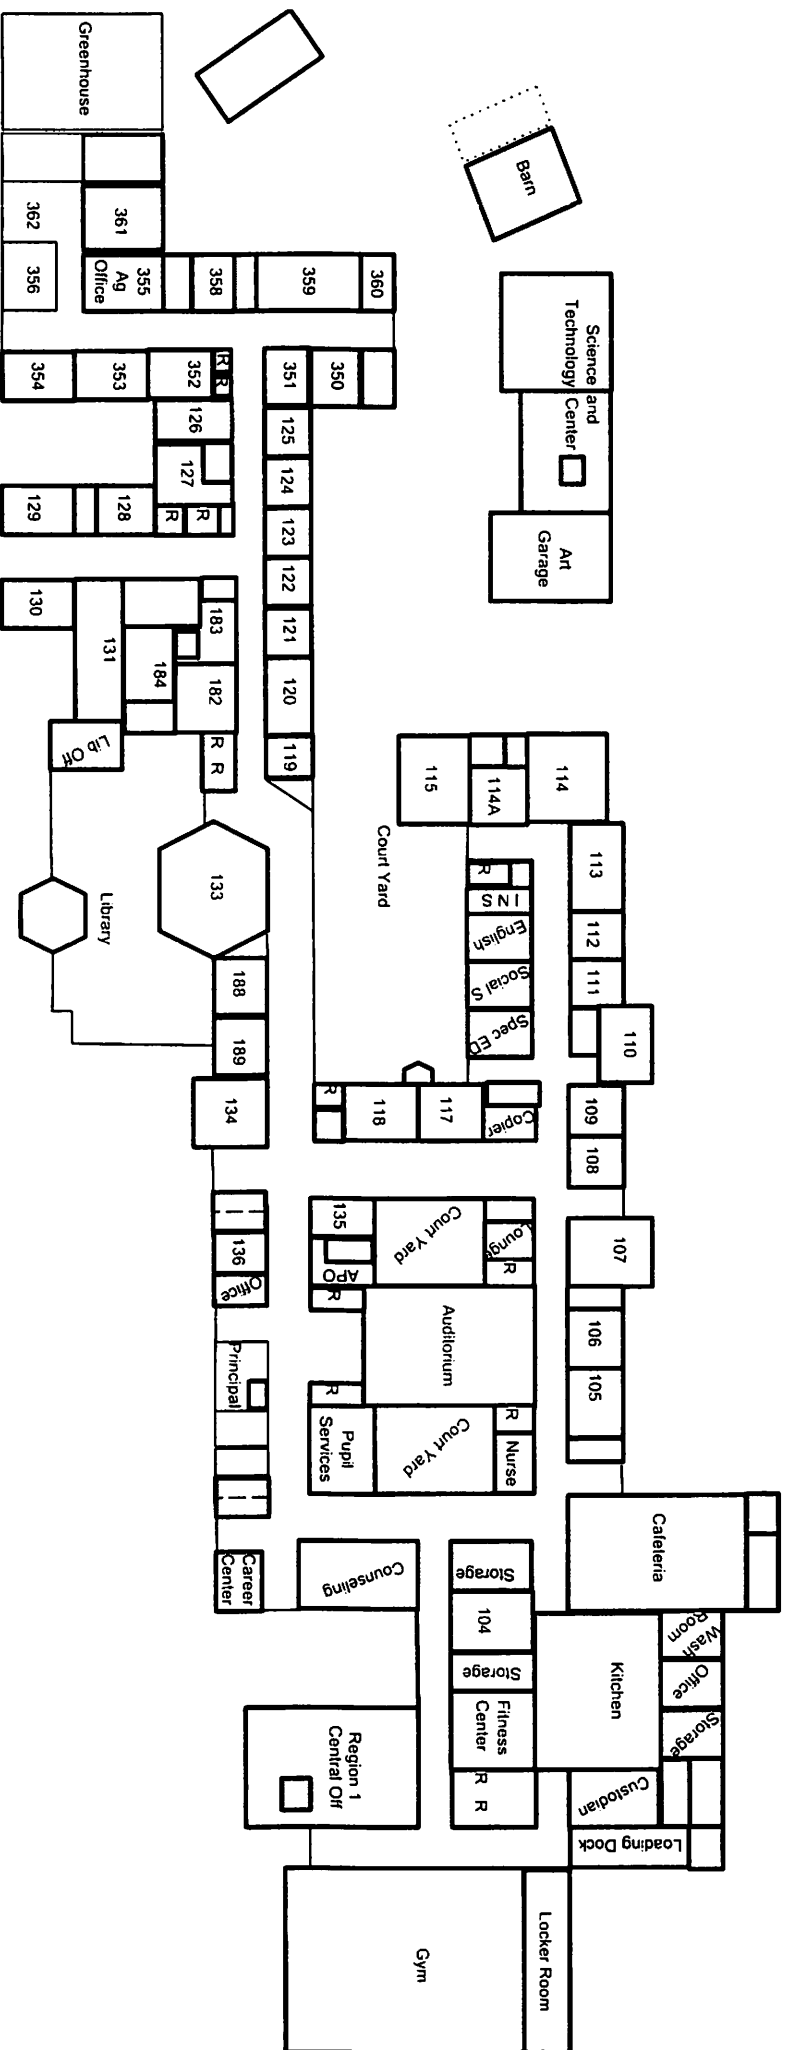 Greenhouse
Barn
362
361
356
355
Ag
Office
358
359
360
Science and
Technology Center
Art
Garage
354
353
352
R
R
351
350
126
125
127
124
R
R
129
128
123
122
130
131
183
121
184
182
120
Lib Off
R R
119
115
114A
114
Court Yard
133
Library
113
R
INS
English
112
188
Social S
111
189
Spec ED
110
134
R
118
117
Copier
109
108
135
Court Yard
Lounge
107
136
APO
R
Office
R
Auditorium
106
Principal
R
105
Pupil
Services
Court Yard
R
Nurse
Cafeteria
Career
Center
Counseling
Storage
104
Storage
Wash
Room
Kitchen
Office
Fitness
Center
Storage
Region 1
Central Off
R R
Custodian
Loading Dock
Locker Room
Gym